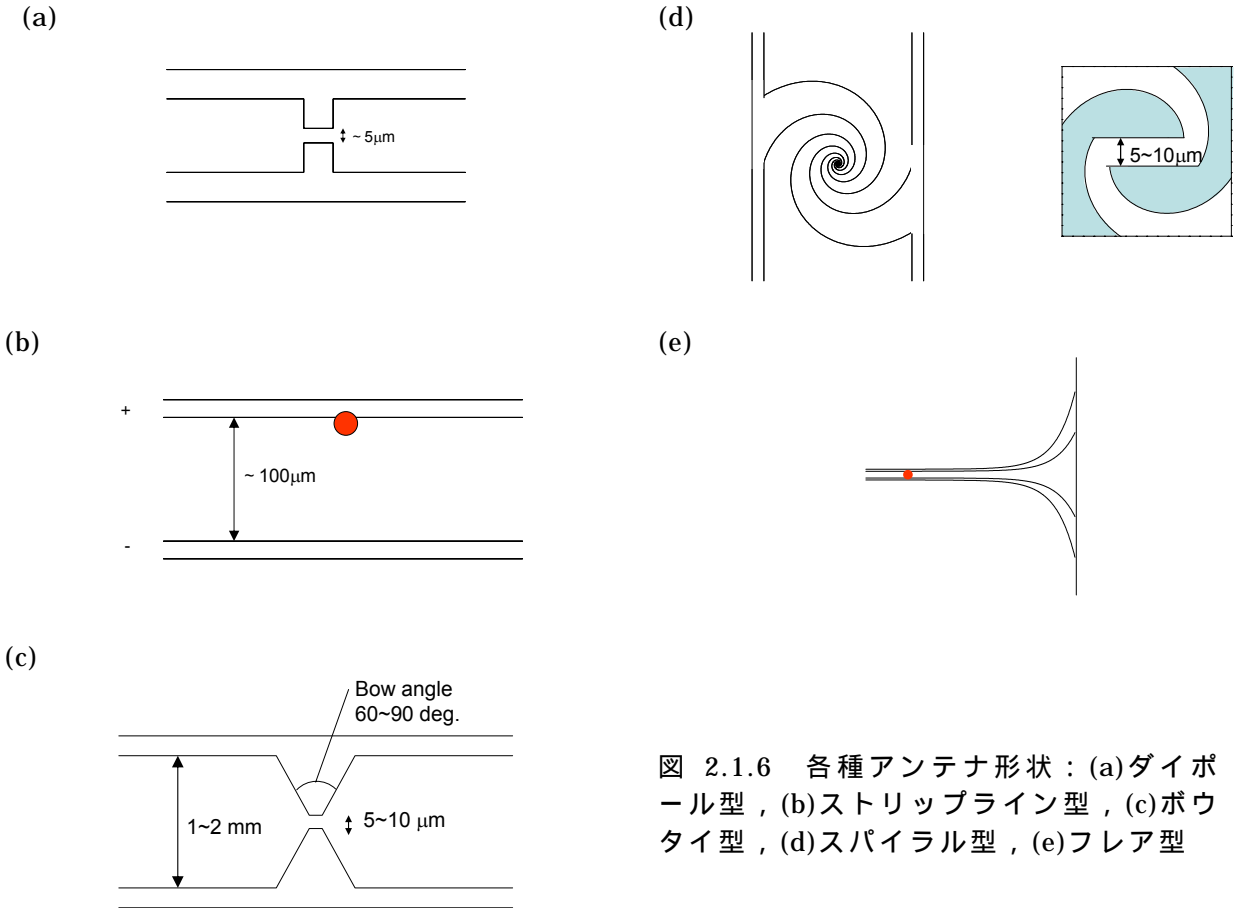 (a)
~ 5μm
(b)
+
~ 100μm
-
(c)
Bow angle
60~90 deg.
1~2 mm
5~10 μm
(d)
5~10μm
(e)
図 2.1.6 各種アンテナ形状：(a)ダイポ
ール型，(b)ストリップライン型，(c)ボウ
タイ型，(d)スパイラル型，(e)フレア型